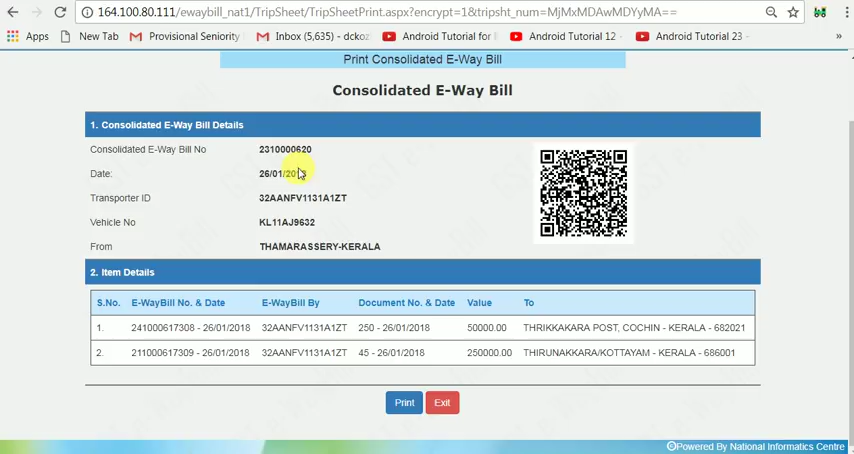 164.100.80.111/ewaybill_nat1/TripSheet/TripSheetPrint.aspx?encrypt=1&tripsht_num=MjMxMDAwMDYyMA==
Apps New Tab Provisional Seniority Inbox (5,635) - dckoz Android Tutorial for Android Tutorial 12 - Android Tutorial 23 - »
Print Consolidated E-Way Bill
Consolidated E-Way Bill
1. Consolidated E-Way Bill Details
Consolidated E-Way Bill No 2310000620
Date: 26/01/2018
Transporter ID 32AANFV1131A1ZT
Vehicle No KL11AJ9632
From THAMARASSERY-KERALA
2. Item Details
S.No. E-WayBill No. & Date E-WayBill By Document No. & Date Value To
1. 241000617308 - 26/01/2018 32AANFV1131A1ZT 250 - 26/01/2018 50000.00 THRIKKAKARA POST, COCHIN - KERALA - 682021
2. 211000617309 - 26/01/2018 32AANFV1131A1ZT 45 - 26/01/2018 250000.00 THIRUNAKKARA/KOTTAYAM - KERALA - 686001
Print Exit
Powered By National Informatics Centre